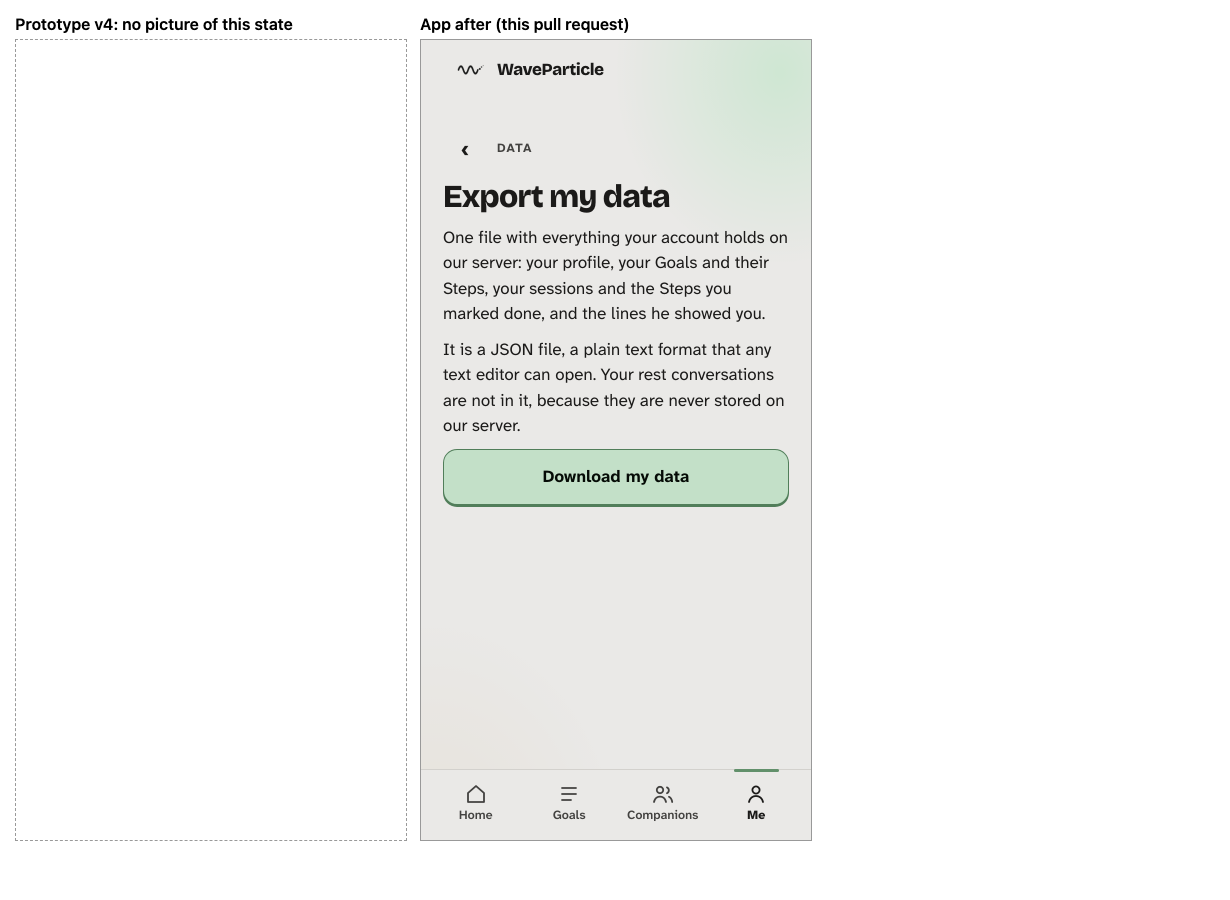 Prototype v4: no picture of this state
App after (this pull request)
WaveParticle
‹
DATA
Export my data
One file with everything your account holds on
our server: your profile, your Goals and their
Steps, your sessions and the Steps you
marked done, and the lines he showed you.
It is a JSON file, a plain text format that any
text editor can open. Your rest conversations
are not in it, because they are never stored on
our server.
Download my data
Home
Goals
Companions
Me